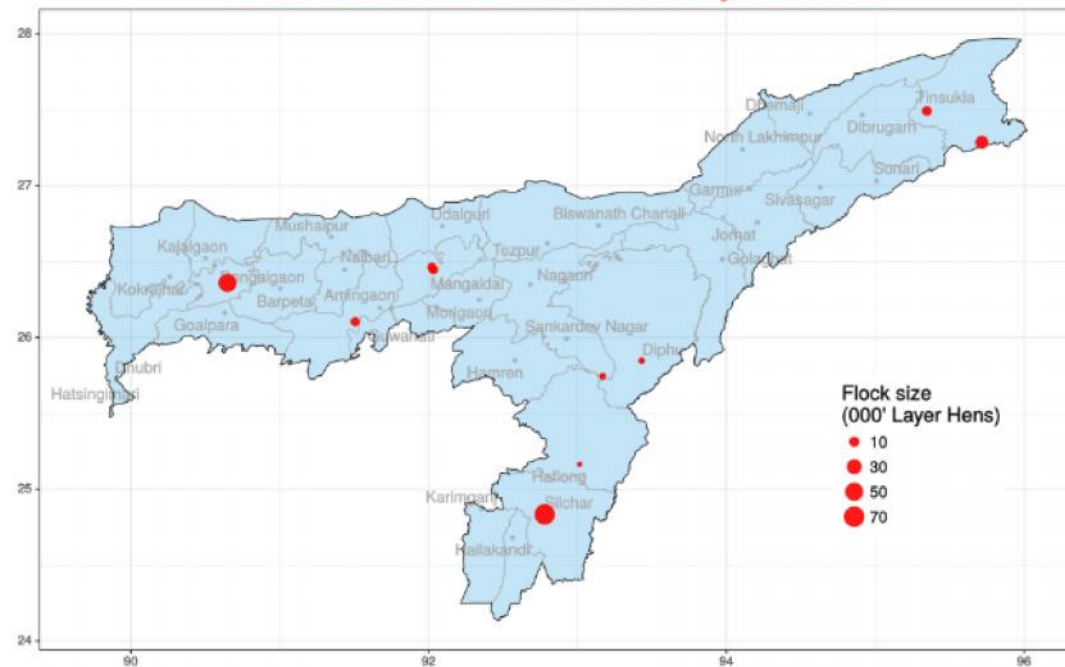 28
27
26
25
24
90
92
94
96
Dhemaji
Tinsukia
North Lakhimpur
Dibrugarh
Sonari
Garmur
Sivasagar
Jorhat
Golaghat
Udalguri
Biswanath Chariali
Mushalpur
Kajalgaon
Nalbari
Tezpur
Nagaon
Kokrajhar
Bongaigaon
Mangaldai
Barpeta
Amingaon
Morigaon
Goalpara
Guwahati
Sankardev Nagar
Diphu
Dhubri
Hamren
Hatsingimari
Haflong
Karimganj
Silchar
Hailakandi
Flock size
(000' Layer Hens)
10
30
50
70